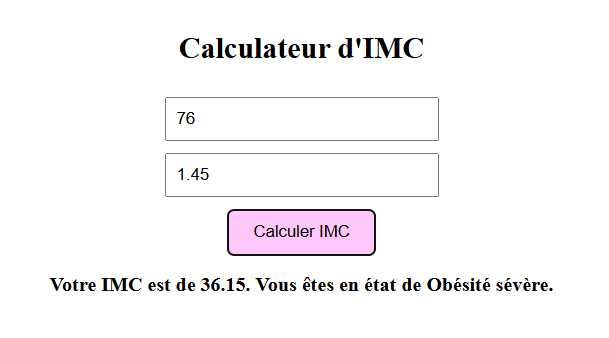 Calculateur d'IMC
76
1.45
Calculer IMC
Votre IMC est de 36.15. Vous êtes en état de Obésité sévère.